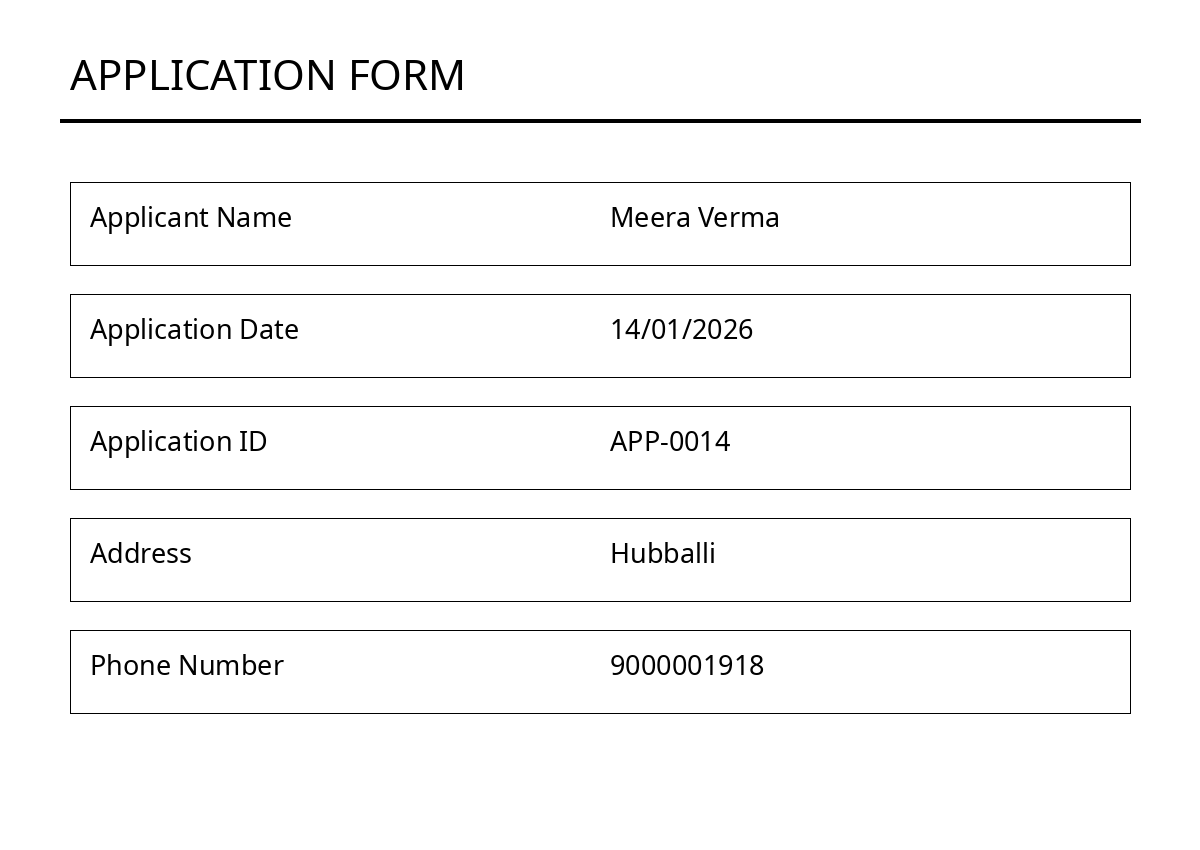 APPLICATION FORM
Applicant Name Meera Verma
Application Date 14/01/2026
Application ID APP-0014
Address Hubballi
Phone Number 9000001918